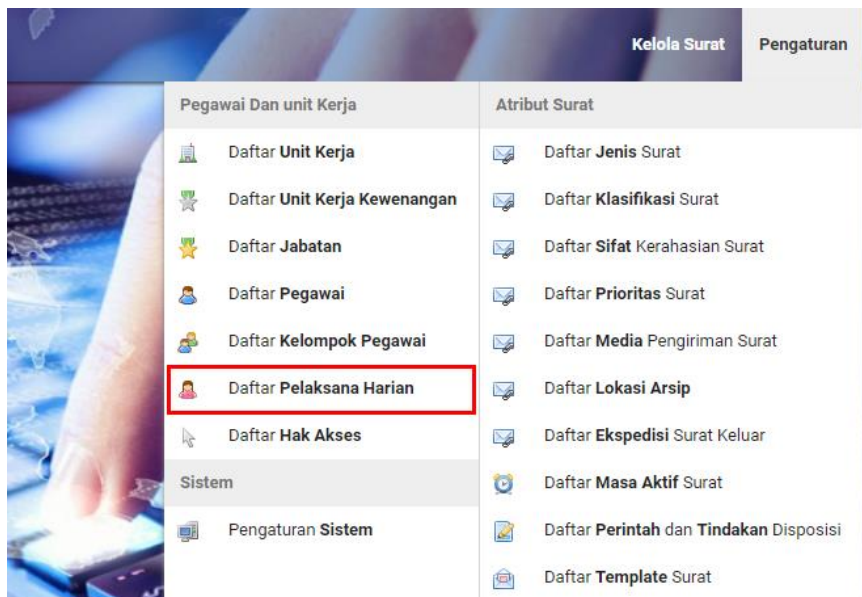 Kelola Surat
Pengaturan
Pegawai Dan unit Kerja
Daftar Unit Kerja
Daftar Unit Kerja Kewenangan
Daftar Jabatan
Daftar Pegawai
Daftar Kelompok Pegawai
Daftar Pelaksana Harian
Daftar Hak Akses
Sistem
Pengaturan Sistem
Atribut Surat
Daftar Jenis Surat
Daftar Klasifikasi Surat
Daftar Sifat Kerahasian Surat
Daftar Prioritas Surat
Daftar Media Pengiriman Surat
Daftar Lokasi Arsip
Daftar Ekspedisi Surat Keluar
Daftar Masa Aktif Surat
Daftar Perintah dan Tindakan Disposisi
Daftar Template Surat